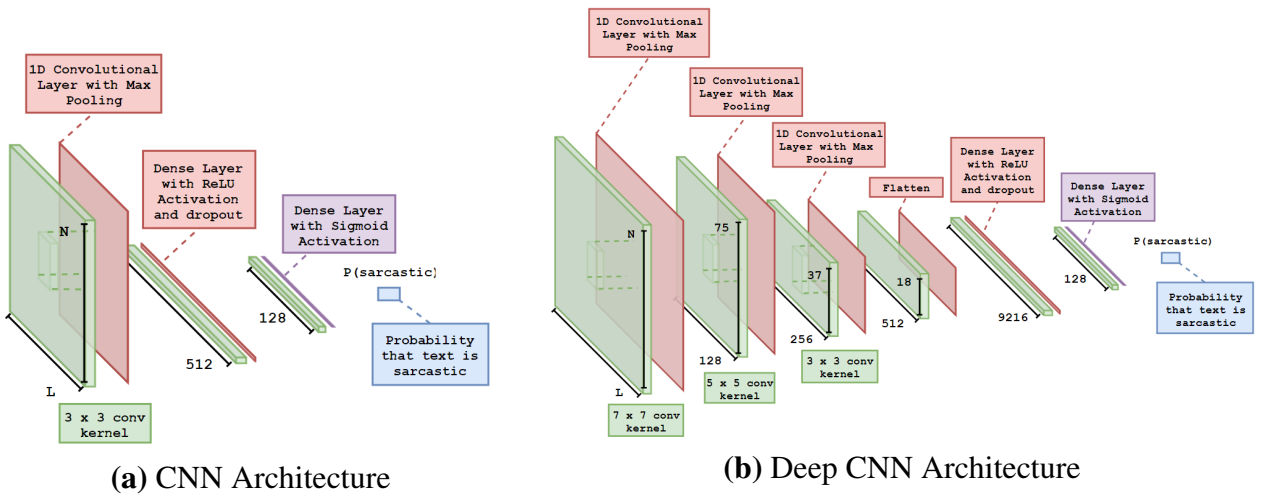 1D Convolutional
Layer with Max
Pooling
N
Dense Layer
with ReLU
Activation
and dropout
Dense Layer
with Sigmoid
Activation
P(sarcastic)
128
512
L
Probability
that text is
sarcastic
3 x 3 conv
kernel
(a) CNN Architecture
1D Convolutional
Layer with Max
Pooling
1D Convolutional
Layer with Max
Pooling
1D Convolutional
Layer with Max
Pooling
Flatten
Dense Layer
with ReLU
Activation
and dropout
Dense Layer
with Sigmoid
Activation
P(sarcastic)
N
75
37
18
L
128
256
512
9216
128
Probability
that text is
sarcastic
7 x 7 conv
kernel
5 x 5 conv
kernel
3 x 3 conv
kernel
(b) Deep CNN Architecture